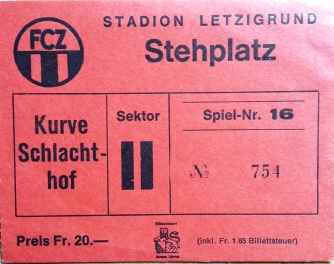 FCZ
STADION LETZIGRUND
Stehplatz
Kurve
Schlacht-
hof
Sektor
II
Spiel-Nr. 16
№ 754
Preis Fr. 20.—
(inkl. Fr. 1.85 Billettsteuer)